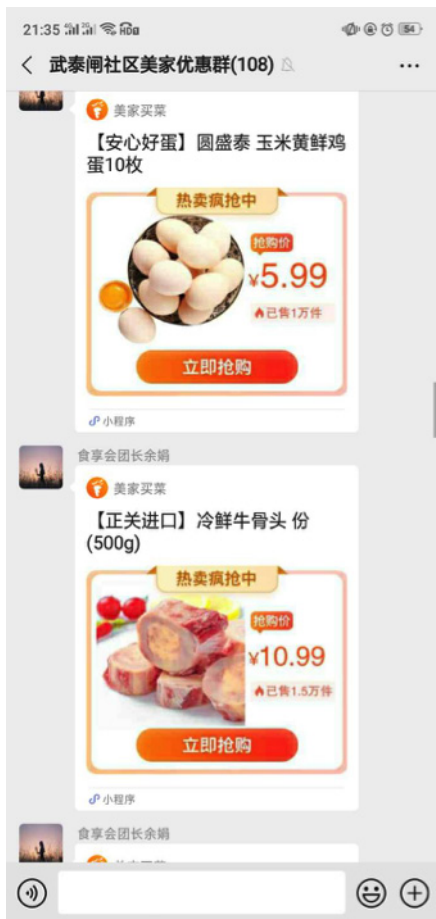 21:35
HD
54
武泰闸社区美家优惠群(108)
美家买菜
【安心好蛋】圆盛泰 玉米黄鲜鸡
蛋10枚
热卖疯抢中
抢购价
¥5.99
已售1万件
立即抢购
小程序
食享会团长余娟
美家买菜
【正关进口】冷鲜牛骨头 份
(500g)
热卖疯抢中
抢购价
¥10.99
已售1.5万件
立即抢购
小程序
食享会团长余娟